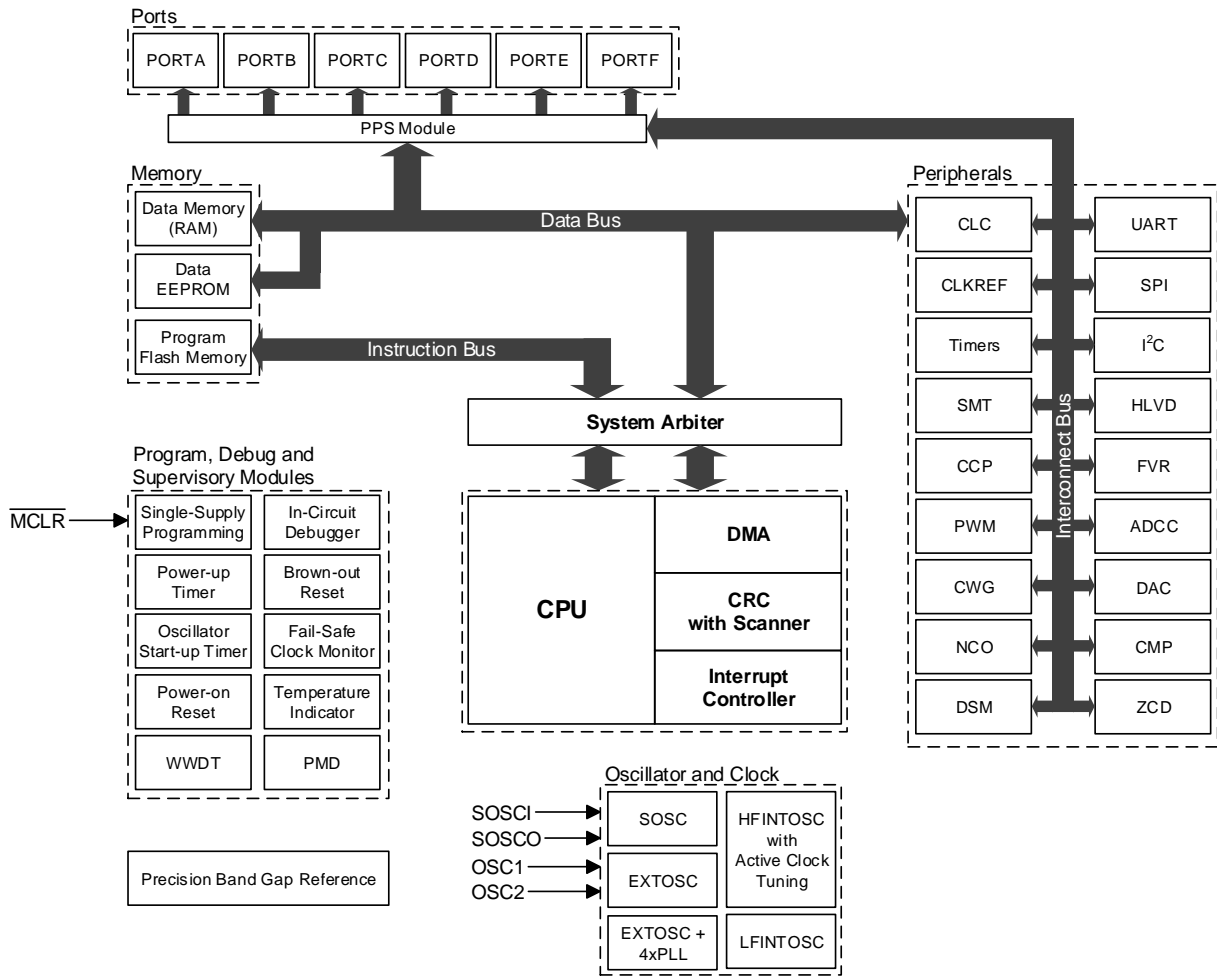 Ports
PORTA
PORTB
PORTC
PORTD
PORTE
PORTF
PPS Module
Memory
Data Memory
(RAM)
Data
EEPROM
Program
Flash Memory
Data Bus
Instruction Bus
System Arbiter
CPU
DMA
CRC
with Scanner
Interrupt
Controller
Peripherals
CLC
UART
CLKREF
SPI
Timers
I²C
SMT
HLVD
CCP
FVR
PWM
ADCC
CWG
DAC
NCO
CMP
DSM
ZCD
Interconnect Bus
Program, Debug and
Supervisory Modules
M̅C̅L̅R̅
Single-Supply
Programming
In-Circuit
Debugger
Power-up
Timer
Brown-out
Reset
Oscillator
Start-up Timer
Fail-Safe
Clock Monitor
Power-on
Reset
Temperature
Indicator
WWDT
PMD
Precision Band Gap Reference
Oscillator and Clock
SOSCI
SOSCO
OSC1
OSC2
SOSC
EXTOSC
EXTOSC +
4xPLL
HFINTOSC
with
Active Clock
Tuning
LFINTOSC